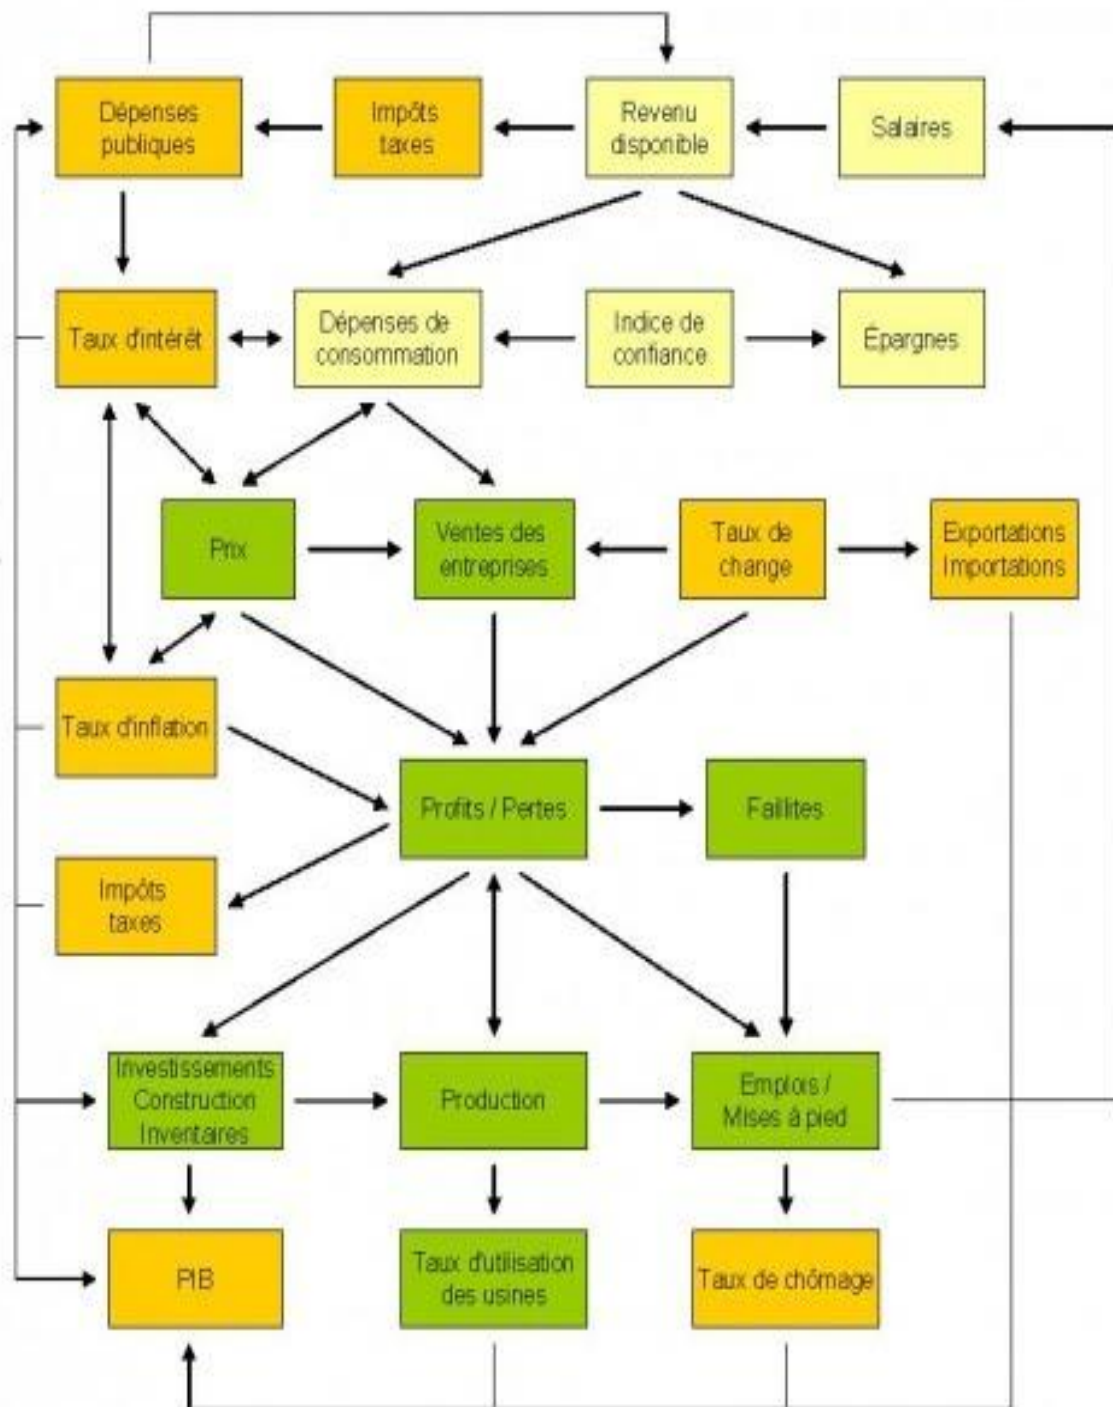 Dépenses
publiques
Impôts
taxes
Revenu
disponible
Salaires
Taux d'intérêt
Dépenses de
consommation
Indice de
confiance
Épargnes
Prix
Ventes des
entreprises
Taux de
change
Exportations
Importations
Taux d'inflation
Profits / Pertes
Faillites
Impôts
taxes
Investissements
Construction
Inventaires
Production
Emplois /
Mises à pied
PIB
Taux d'utilisation
des usines
Taux de chômage